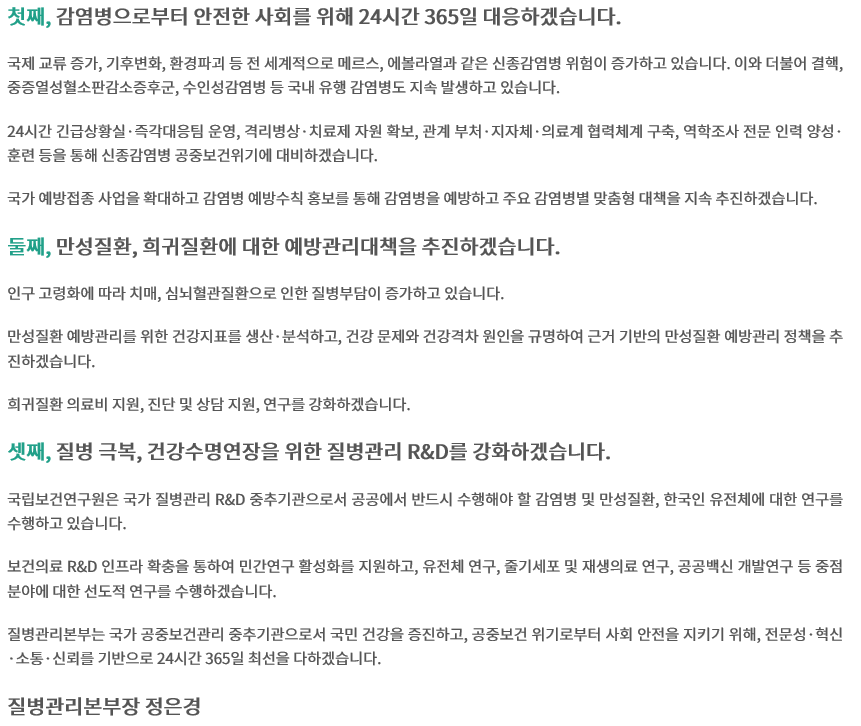 첫째, 감염병으로부터 안전한 사회를 위해 24시간 365일 대응하겠습니다.
국제 교류 증가, 기후변화, 환경파괴 등 전 세계적으로 메르스, 에볼라열과 같은 신종감염병 위험이 증가하고 있습니다. 이와 더불어 결핵,
중증열성혈소판감소증후군, 수인성감염병 등 국내 유행 감염병도 지속 발생하고 있습니다.
24시간 긴급상황실·즉각대응팀 운영, 격리병상·치료제 자원 확보, 관계 부처·지자체·의료계 협력체계 구축, 역학조사 전문 인력 양성·
훈련 등을 통해 신종감염병 공중보건위기에 대비하겠습니다.
국가 예방접종 사업을 확대하고 감염병 예방수칙 홍보를 통해 감염병을 예방하고 주요 감염병별 맞춤형 대책을 지속 추진하겠습니다.
둘째, 만성질환, 희귀질환에 대한 예방관리대책을 추진하겠습니다.
인구 고령화에 따라 치매, 심뇌혈관질환으로 인한 질병부담이 증가하고 있습니다.
만성질환 예방관리를 위한 건강지표를 생산·분석하고, 건강 문제와 건강격차 원인을 규명하여 근거 기반의 만성질환 예방관리 정책을 추
진하겠습니다.
희귀질환 의료비 지원, 진단 및 상담 지원, 연구를 강화하겠습니다.
셋째, 질병 극복, 건강수명연장을 위한 질병관리 R&D를 강화하겠습니다.
국립보건연구원은 국가 질병관리 R&D 중추기관으로서 공공에서 반드시 수행해야 할 감염병 및 만성질환, 한국인 유전체에 대한 연구를
수행하고 있습니다.
보건의료 R&D 인프라 확충을 통하여 민간연구 활성화를 지원하고, 유전체 연구, 줄기세포 및 재생의료 연구, 공공백신 개발연구 등 중점
분야에 대한 선도적 연구를 수행하겠습니다.
질병관리본부는 국가 공중보건관리 중추기관으로서 국민 건강을 증진하고, 공중보건 위기로부터 사회 안전을 지키기 위해, 전문성·혁신
·소통·신뢰를 기반으로 24시간 365일 최선을 다하겠습니다.
질병관리본부장 정은경